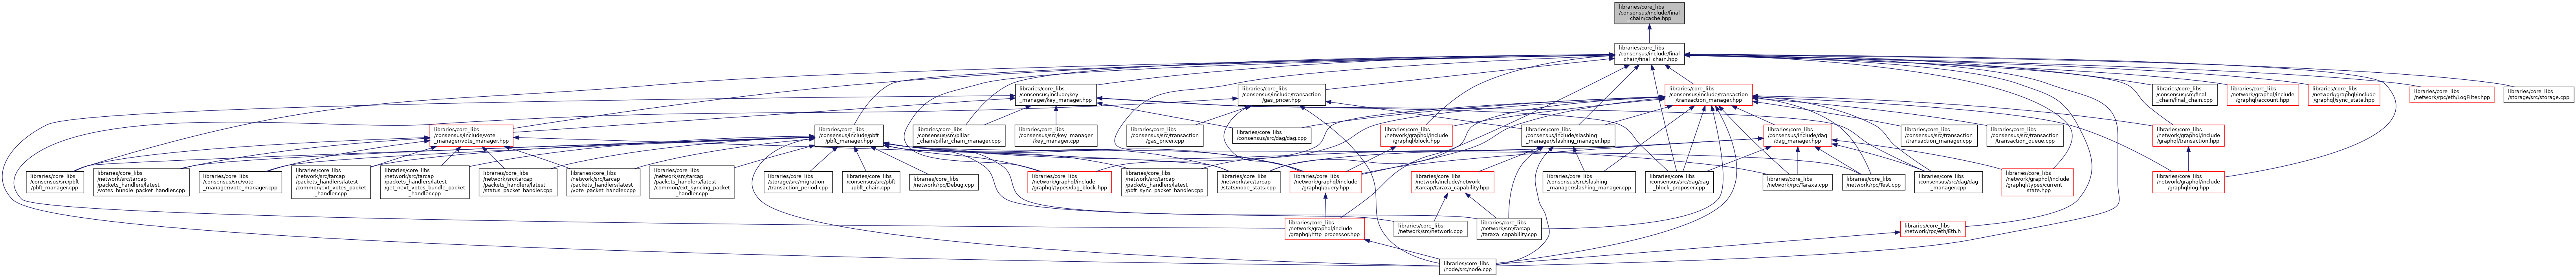 libraries/core_libs
/consensus/include/final
_chain/cache.hpp
libraries/core_libs
/consensus/include/final
_chain/final_chain.hpp
libraries/core_libs
/consensus/include/key
_manager/key_manager.hpp
libraries/core_libs
/consensus/include/transaction
/gas_pricer.hpp
libraries/core_libs
/consensus/include/transaction
/transaction_manager.hpp
libraries/core_libs
/consensus/src/final
_chain/final_chain.cpp
libraries/core_libs
/network/graphql/include
/graphql/account.hpp
libraries/core_libs
/network/graphql/include
/graphql/sync_state.hpp
libraries/core_libs
/network/rpc/eth/LogFilter.hpp
libraries/core_libs
/storage/src/storage.cpp
libraries/core_libs
/consensus/include/vote
_manager/vote_manager.hpp
libraries/core_libs
/consensus/include/pbft
/pbft_manager.hpp
libraries/core_libs
/consensus/src/pillar
_chain/pillar_chain_manager.cpp
libraries/core_libs
/consensus/src/key_manager
/key_manager.cpp
libraries/core_libs
/consensus/src/transaction
/gas_pricer.cpp
libraries/core_libs
/consensus/src/dag/dag.cpp
libraries/core_libs
/network/graphql/include
/graphql/block.hpp
libraries/core_libs
/consensus/include/slashing
_manager/slashing_manager.hpp
libraries/core_libs
/consensus/include/dag
/dag_manager.hpp
libraries/core_libs
/consensus/src/transaction
/transaction_manager.cpp
libraries/core_libs
/consensus/src/transaction
/transaction_queue.cpp
libraries/core_libs
/network/graphql/include
/graphql/transaction.hpp
libraries/core_libs
/consensus/src/pbft
/pbft_manager.cpp
libraries/core_libs
/network/src/tarcap
/packets_handlers/latest
/votes_bundle_packet_handler.cpp
libraries/core_libs
/consensus/src/vote
_manager/vote_manager.cpp
libraries/core_libs
/network/src/tarcap
/packets_handlers/latest
/common/ext_votes_packet
_handler.cpp
libraries/core_libs
/network/src/tarcap
/packets_handlers/latest
/get_next_votes_bundle_packet
_handler.cpp
libraries/core_libs
/network/src/tarcap
/packets_handlers/latest
/status_packet_handler.cpp
libraries/core_libs
/network/src/tarcap
/packets_handlers/latest
/vote_packet_handler.cpp
libraries/core_libs
/network/src/tarcap
/packets_handlers/latest
/common/ext_syncing_packet
_handler.cpp
libraries/core_libs
/storage/src/migration
/transaction_period.cpp
libraries/core_libs
/consensus/src/pbft
/pbft_chain.cpp
libraries/core_libs
/network/rpc/Debug.cpp
libraries/core_libs
/network/graphql/include
/graphql/types/dag_block.hpp
libraries/core_libs
/network/src/tarcap
/packets_handlers/latest
/pbft_sync_packet_handler.cpp
libraries/core_libs
/network/src/tarcap
/stats/node_stats.cpp
libraries/core_libs
/network/graphql/include
/graphql/query.hpp
libraries/core_libs
/network/include/network
/tarcap/taraxa_capability.hpp
libraries/core_libs
/consensus/src/slashing
_manager/slashing_manager.cpp
libraries/core_libs
/consensus/src/dag/dag
_block_proposer.cpp
libraries/core_libs
/network/rpc/Taraxa.cpp
libraries/core_libs
/network/rpc/Test.cpp
libraries/core_libs
/consensus/src/dag/dag
_manager.cpp
libraries/core_libs
/network/graphql/include
/graphql/types/current
_state.hpp
libraries/core_libs
/network/graphql/include
/graphql/log.hpp
libraries/core_libs
/network/graphql/include
/graphql/http_processor.hpp
libraries/core_libs
/network/src/network.cpp
libraries/core_libs
/network/src/tarcap
/taraxa_capability.cpp
libraries/core_libs
/network/rpc/eth/Eth.h
libraries/core_libs
/node/src/node.cpp